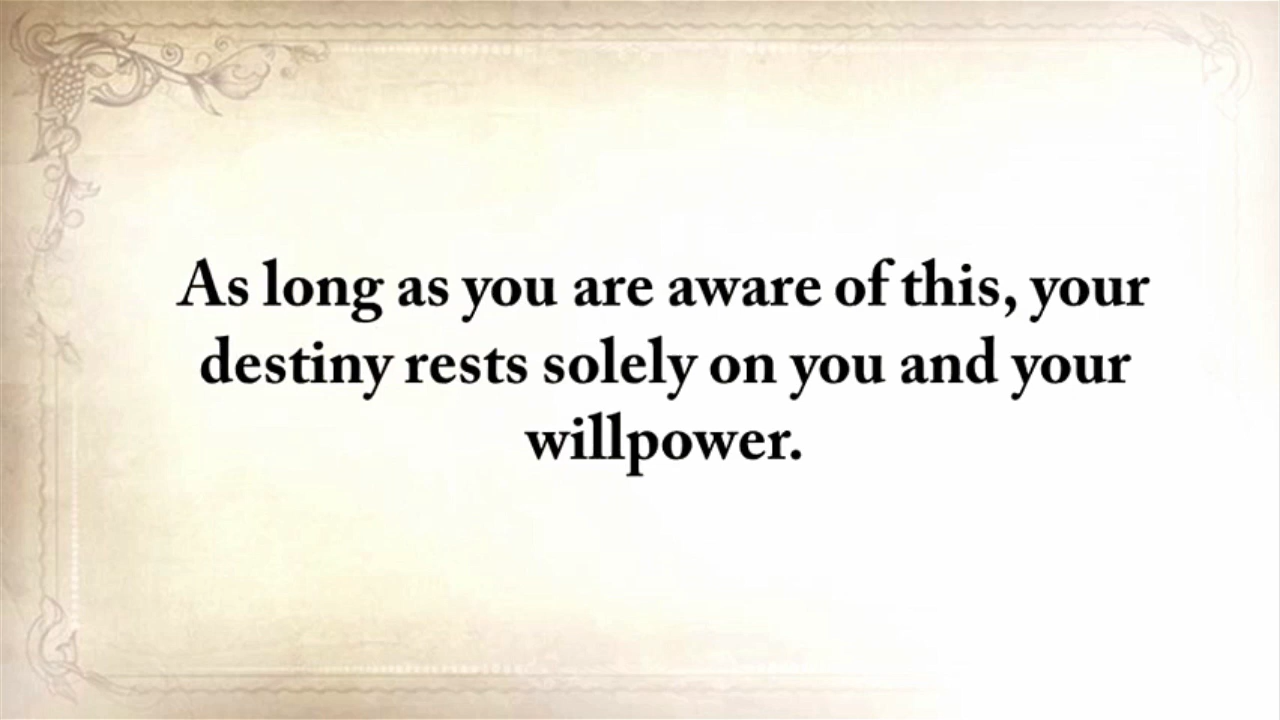 As long as you are aware of this, your
destiny rests solely on you and your
willpower.